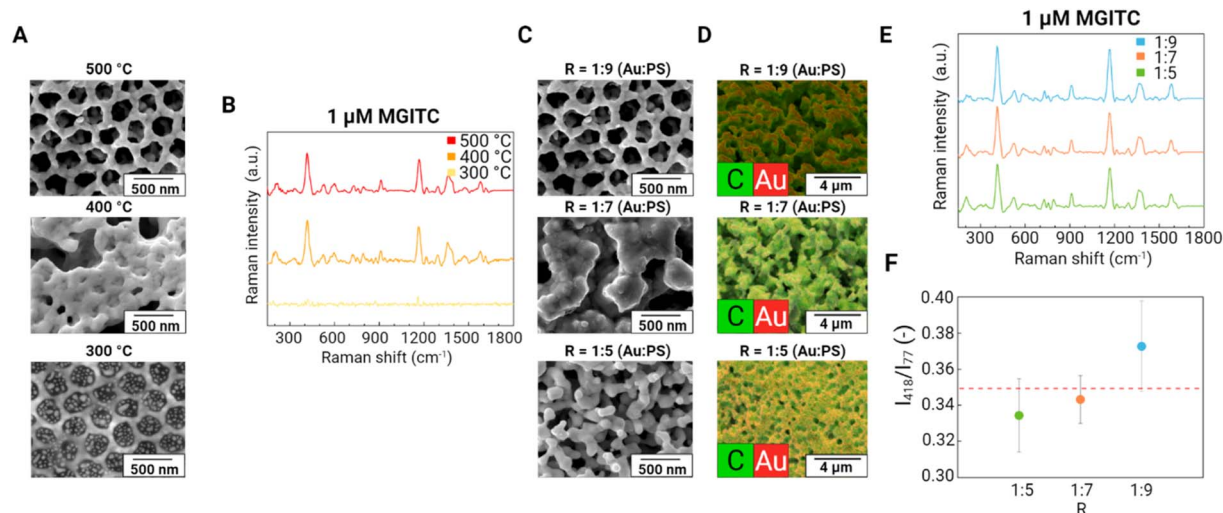 A
500 °C
500 nm
400 °C
500 nm
300 °C
500 nm
B
1 µM MGITC
500 °C
400 °C
300 °C
Raman intensity (a.u.)
300 600 900 1200 1500 1800
Raman shift (cm⁻¹)
C
R = 1:9 (Au:PS)
500 nm
R = 1:7 (Au:PS)
500 nm
R = 1:5 (Au:PS)
500 nm
D
R = 1:9 (Au:PS)
C Au
4 µm
R = 1:7 (Au:PS)
C Au
4 µm
R = 1:5 (Au:PS)
C Au
4 µm
E
1 µM MGITC
1:9
1:7
1:5
Raman intensity (a.u.)
300 600 900 1200 1500 1800
Raman shift (cm⁻¹)
F
I₄₁₈/I₇₇ (-)
0.40
0.38
0.36
0.34
0.32
0.30
1:5 1:7 1:9
R